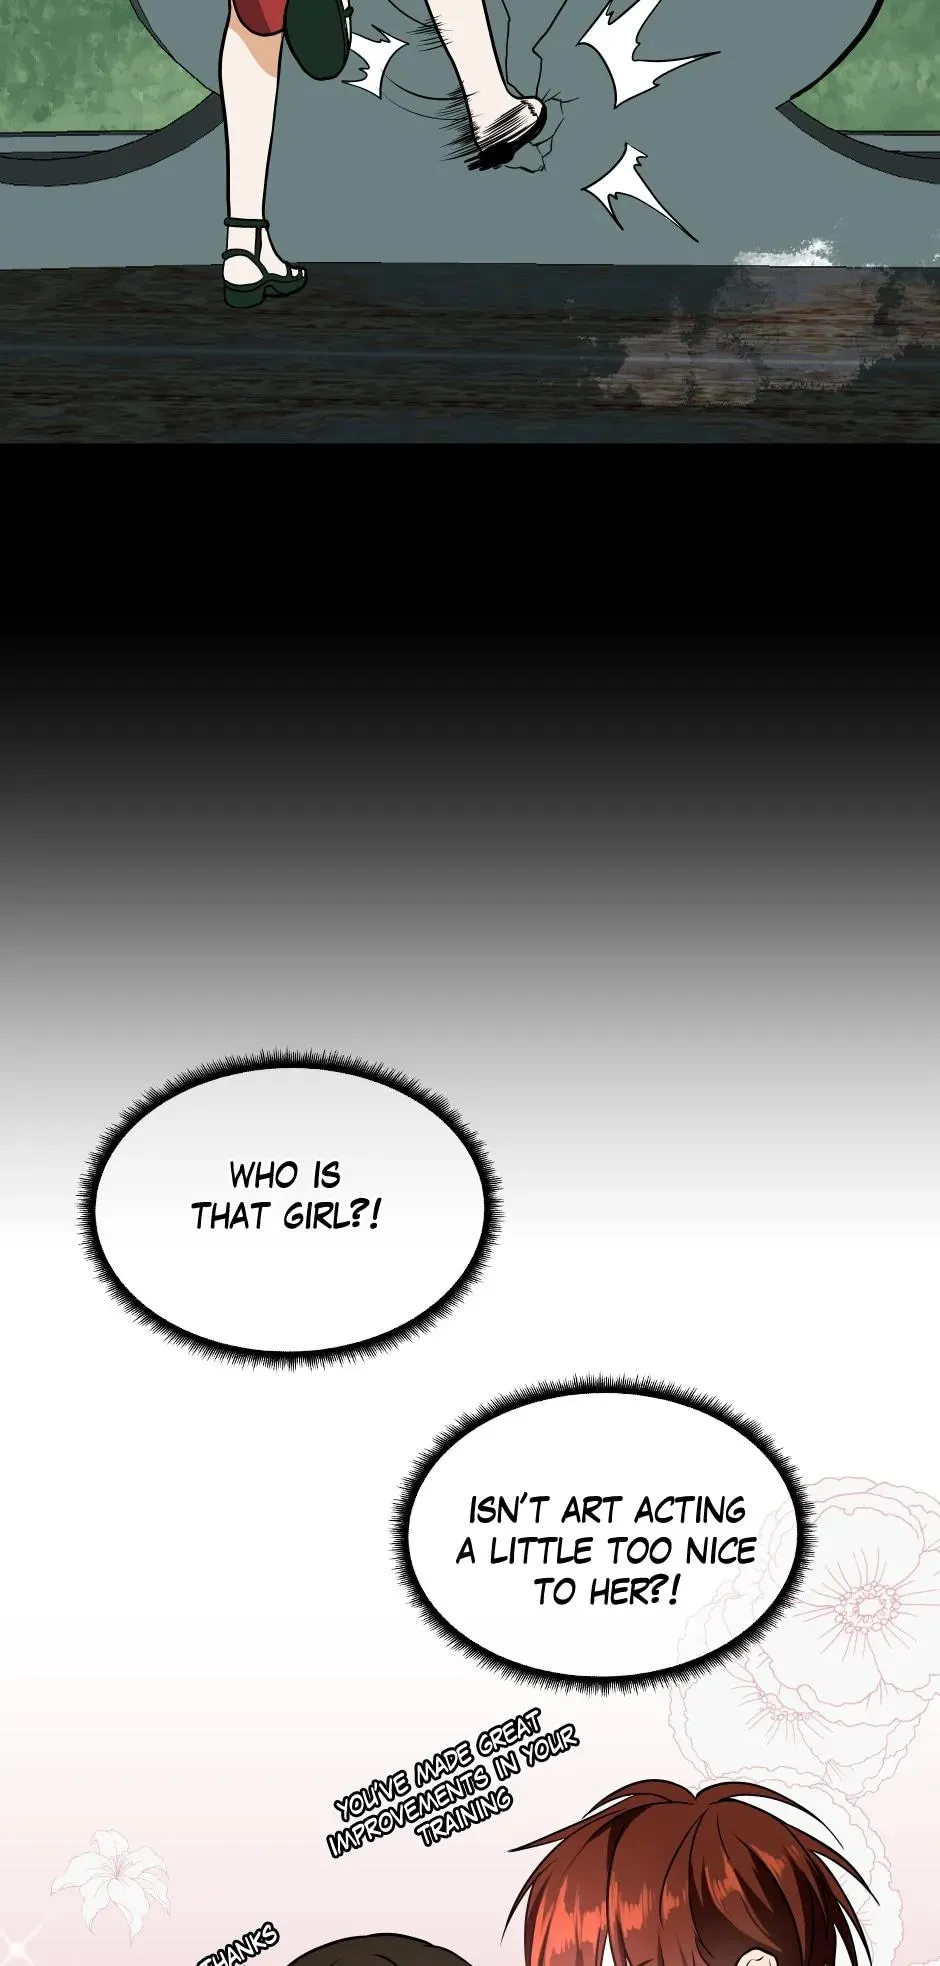 WHO IS
THAT GIRL?!
ISN'T ART ACTING
A LITTLE TOO NICE
TO HER?!
YOU'VE MADE GREAT
IMPROVEMENTS IN YOUR
TRAINING
THANKS